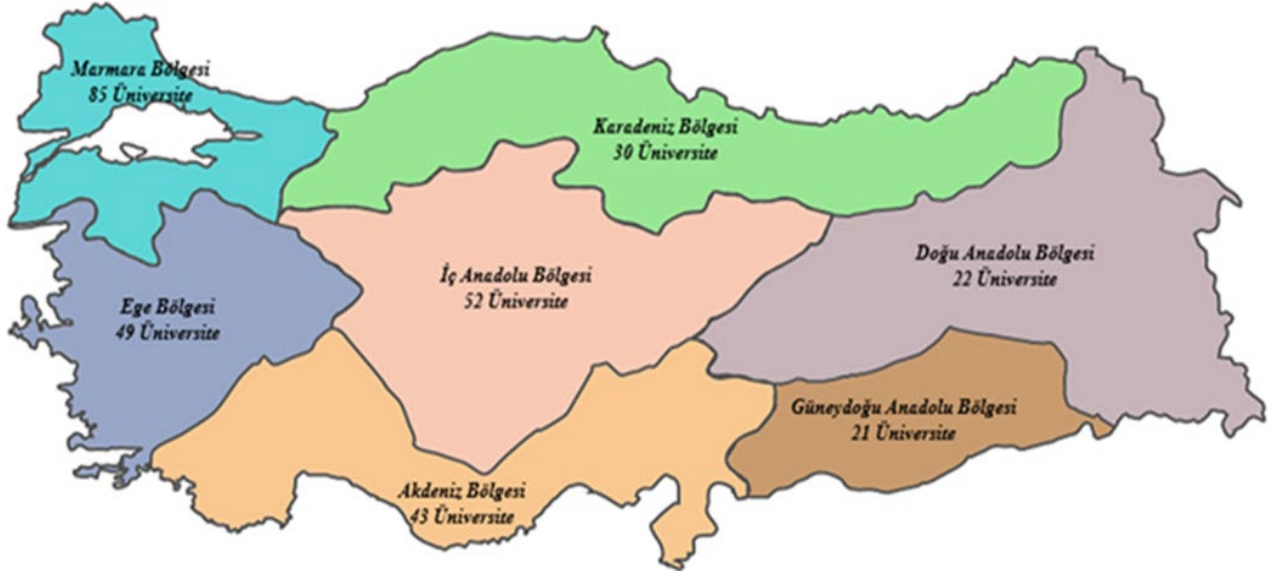 Marmara Bölgesi
85 Üniversite
Karadeniz Bölgesi
30 Üniversite
Doğu Anadolu Bölgesi
22 Üniversite
İç Anadolu Bölgesi
52 Üniversite
Ege Bölgesi
49 Üniversite
Güneydoğu Anadolu Bölgesi
21 Üniversite
Akdeniz Bölgesi
43 Üniversite